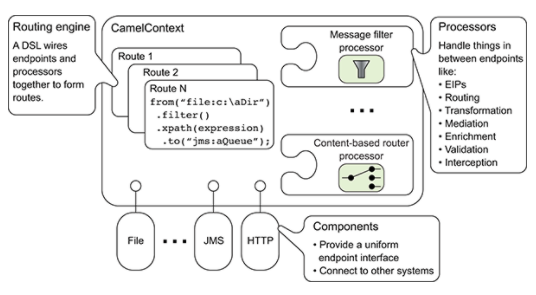 Routing engine
A DSL wires
endpoints and
processors
together to form
routes.
CamelContext
Route 1
Route 2
Route N
from("file:c:\aDir")
.filter()
.xpath(expression)
.to("jms:aQueue");
Message filter
processor
...
Content-based router
processor
Processors
Handle things in
between endpoints
like:
• EIPs
• Routing
• Transformation
• Mediation
• Enrichment
• Validation
• Interception
File
...
JMS
HTTP
Components
• Provide a uniform
endpoint interface
• Connect to other systems